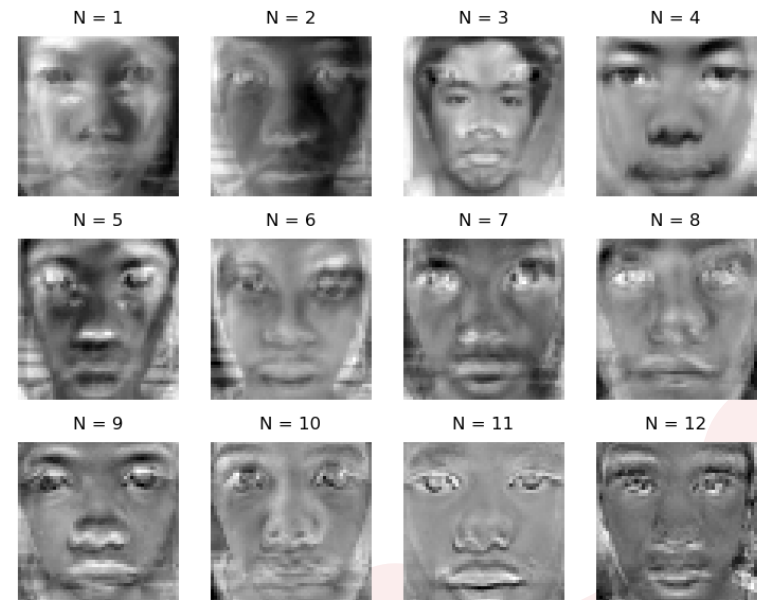 N = 1 N = 2 N = 3 N = 4
N = 5 N = 6 N = 7 N = 8
N = 9 N = 10 N = 11 N = 12